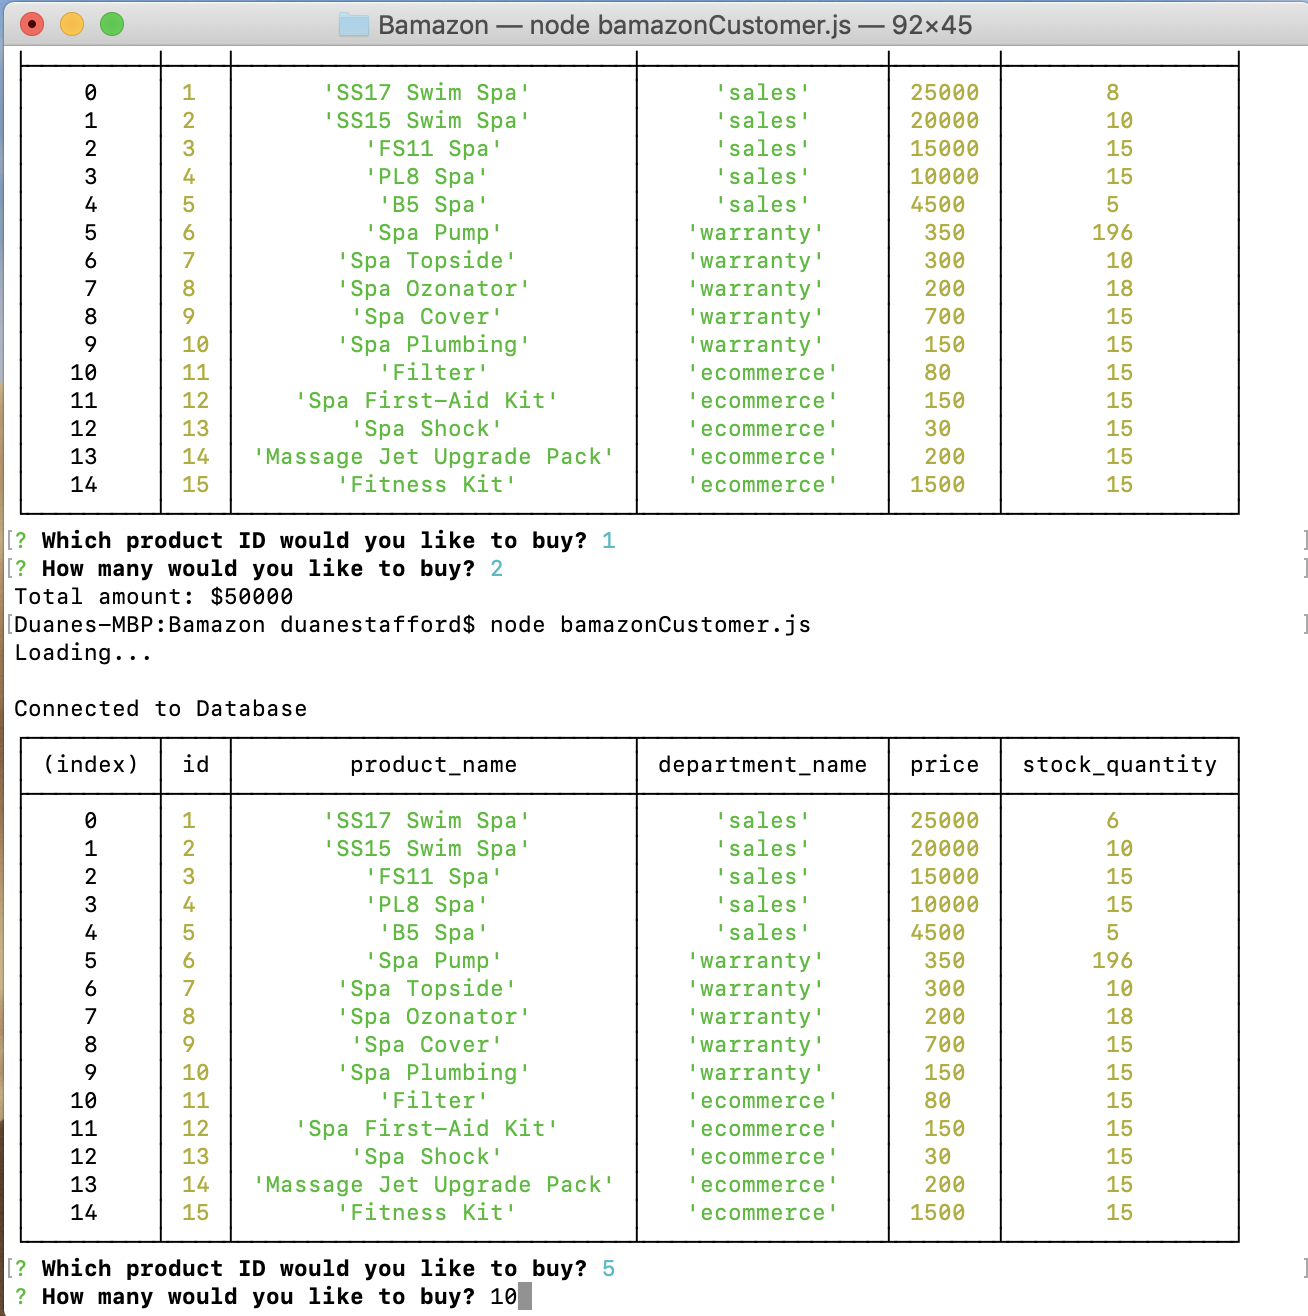 Bamazon — node bamazonCustomer.js — 92×45
0 1 'SS17 Swim Spa' 'sales' 25000 8
1 2 'SS15 Swim Spa' 'sales' 20000 10
2 3 'FS11 Spa' 'sales' 15000 15
3 4 'PL8 Spa' 'sales' 10000 15
4 5 'B5 Spa' 'sales' 4500 5
5 6 'Spa Pump' 'warranty' 350 196
6 7 'Spa Topside' 'warranty' 300 10
7 8 'Spa Ozonator' 'warranty' 200 18
8 9 'Spa Cover' 'warranty' 700 15
9 10 'Spa Plumbing' 'warranty' 150 15
10 11 'Filter' 'ecommerce' 80 15
11 12 'Spa First-Aid Kit' 'ecommerce' 150 15
12 13 'Spa Shock' 'ecommerce' 30 15
13 14 'Massage Jet Upgrade Pack' 'ecommerce' 200 15
14 15 'Fitness Kit' 'ecommerce' 1500 15
[? Which product ID would you like to buy? 1 ]
[? How many would you like to buy? 2 ]
Total amount: $50000
[Duanes-MBP:Bamazon duanestafford$ node bamazonCustomer.js ]
Loading...
Connected to Database
(index) id product_name department_name price stock_quantity
0 1 'SS17 Swim Spa' 'sales' 25000 6
1 2 'SS15 Swim Spa' 'sales' 20000 10
2 3 'FS11 Spa' 'sales' 15000 15
3 4 'PL8 Spa' 'sales' 10000 15
4 5 'B5 Spa' 'sales' 4500 5
5 6 'Spa Pump' 'warranty' 350 196
6 7 'Spa Topside' 'warranty' 300 10
7 8 'Spa Ozonator' 'warranty' 200 18
8 9 'Spa Cover' 'warranty' 700 15
9 10 'Spa Plumbing' 'warranty' 150 15
10 11 'Filter' 'ecommerce' 80 15
11 12 'Spa First-Aid Kit' 'ecommerce' 150 15
12 13 'Spa Shock' 'ecommerce' 30 15
13 14 'Massage Jet Upgrade Pack' 'ecommerce' 200 15
14 15 'Fitness Kit' 'ecommerce' 1500 15
[? Which product ID would you like to buy? 5 ]
? How many would you like to buy? 10